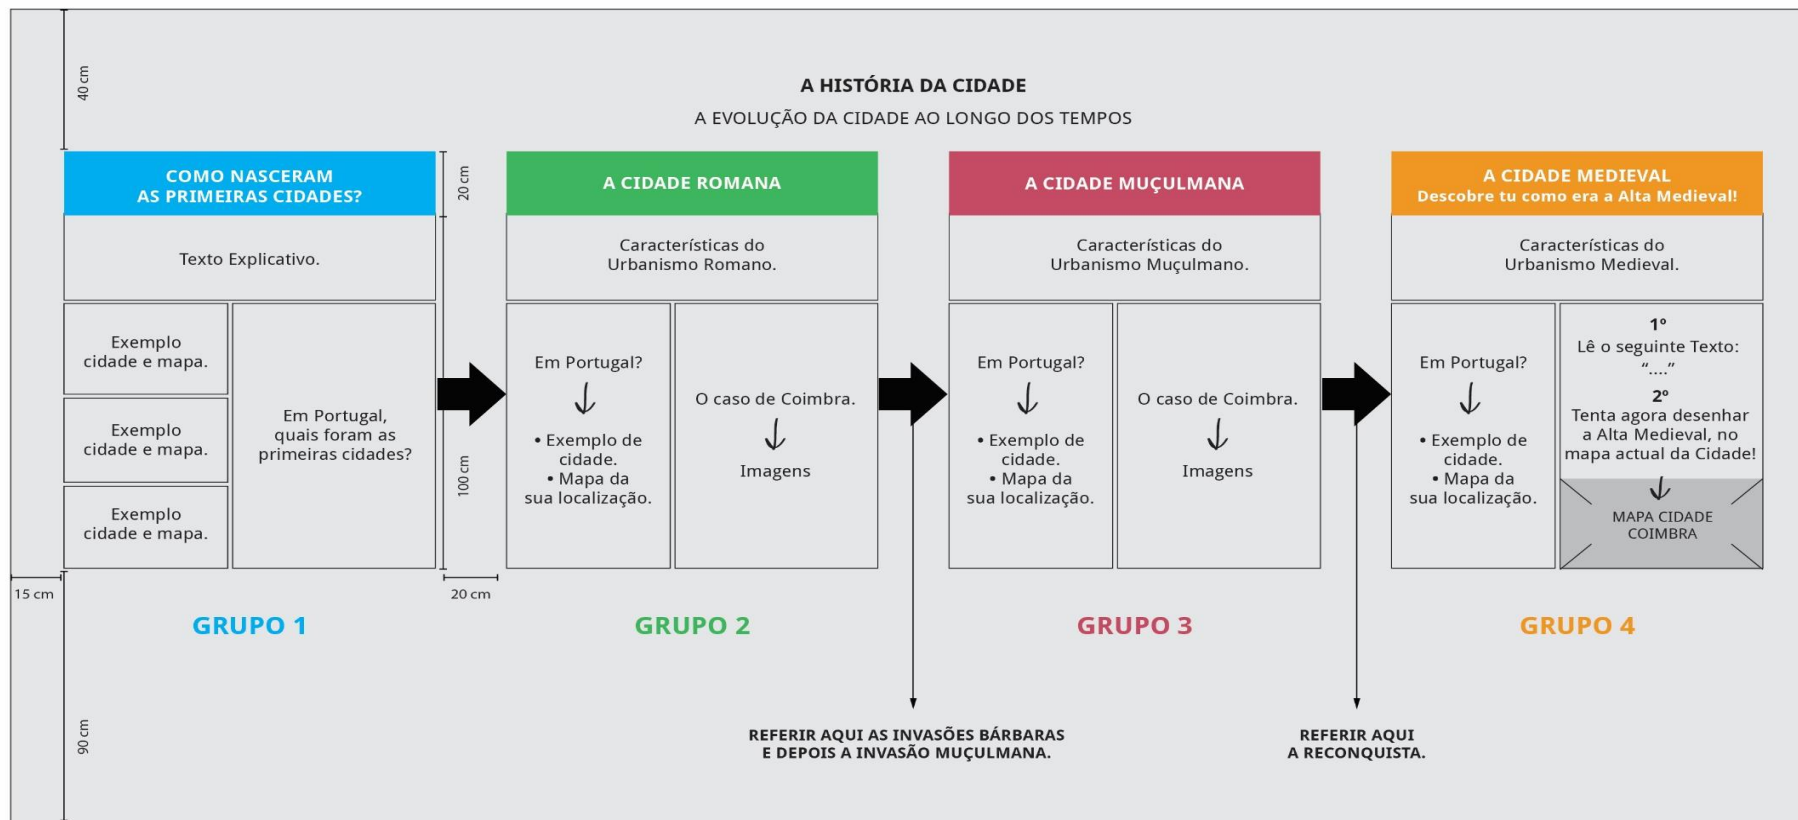 40 cm
A HISTÓRIA DA CIDADE
A EVOLUÇÃO DA CIDADE AO LONGO DOS TEMPOS
COMO NASCERAM
AS PRIMEIRAS CIDADES?
20 cm
Texto Explicativo.
Exemplo
cidade e mapa.
Exemplo
cidade e mapa.
Exemplo
cidade e mapa.
Em Portugal,
quais foram as
primeiras cidades?
100 cm
15 cm
20 cm
GRUPO 1
90 cm
A CIDADE ROMANA
Características do
Urbanismo Romano.
Em Portugal?
• Exemplo de
cidade.
• Mapa da
sua localização.
O caso de Coimbra.
Imagens
GRUPO 2
REFERIR AQUI AS INVASÕES BÁRBARAS
E DEPOIS A INVASÃO MUÇULMANA.
A CIDADE MUÇULMANA
Características do
Urbanismo Muçulmano.
Em Portugal?
• Exemplo de
cidade.
• Mapa da
sua localização.
O caso de Coimbra.
Imagens
GRUPO 3
REFERIR AQUI
A RECONQUISTA.
A CIDADE MEDIEVAL
Descobre tu como era a Alta Medieval!
Características do
Urbanismo Medieval.
Em Portugal?
• Exemplo de
cidade.
• Mapa da
sua localização.
1º
Lê o seguinte Texto:
“....”
2º
Tenta agora desenhar
a Alta Medieval, no
mapa actual da Cidade!
MAPA CIDADE
COIMBRA
GRUPO 4